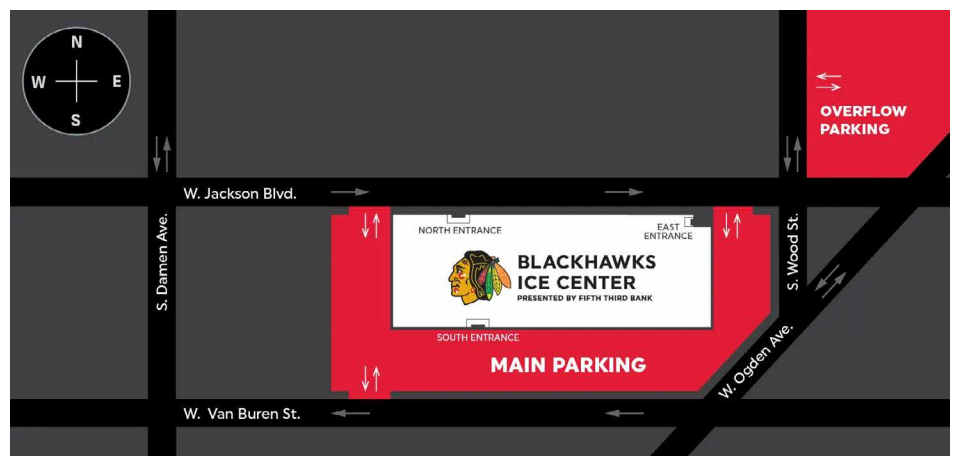 N
W E
S
OVERFLOW
PARKING
W. Jackson Blvd.
S. Damen Ave.
NORTH ENTRANCE
EAST
ENTRANCE
S. Wood St.
BLACKHAWKS
ICE CENTER
PRESENTED BY FIFTH THIRD BANK
SOUTH ENTRANCE
MAIN PARKING
W. Ogden Ave.
W. Van Buren St.